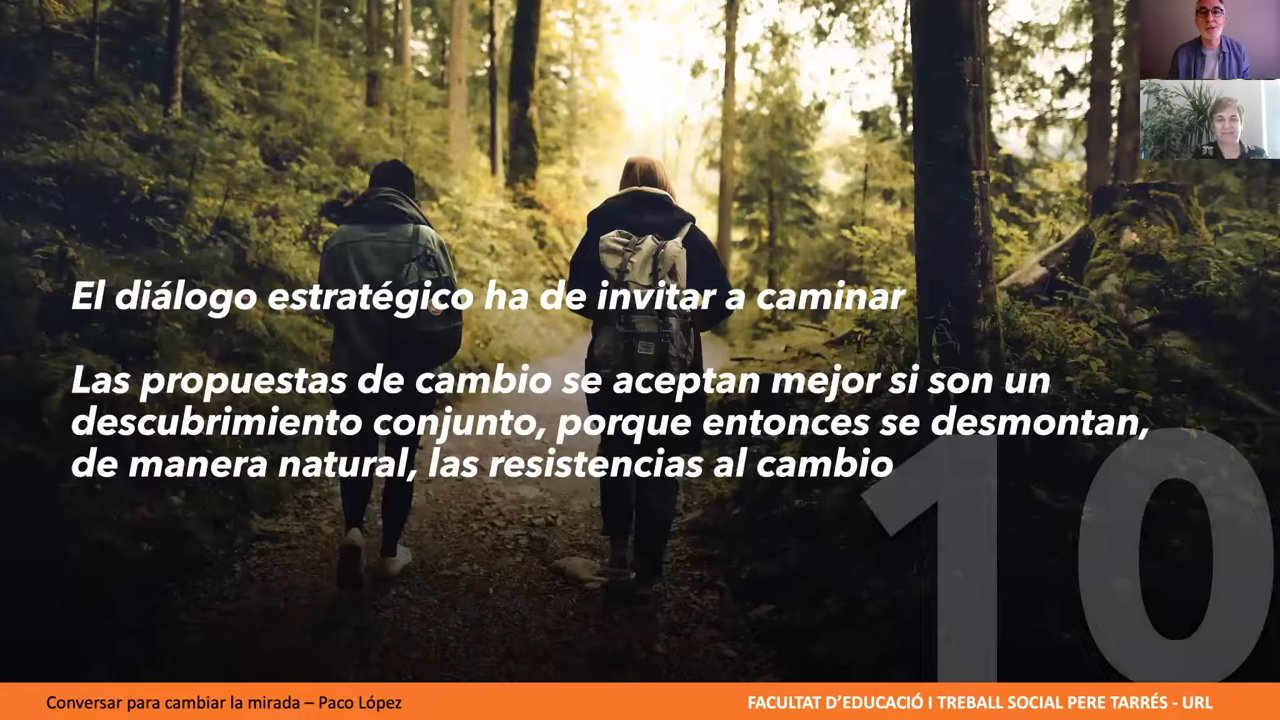 El diálogo estratégico ha de invitar a caminar
Las propuestas de cambio se aceptan mejor si son un
descubrimiento conjunto, porque entonces se desmontan,
de manera natural, las resistencias al cambio
10
Conversar para cambiar la mirada – Paco López
FACULTAT D'EDUCACIÓ I TREBALL SOCIAL PERE TARRÉS - URL